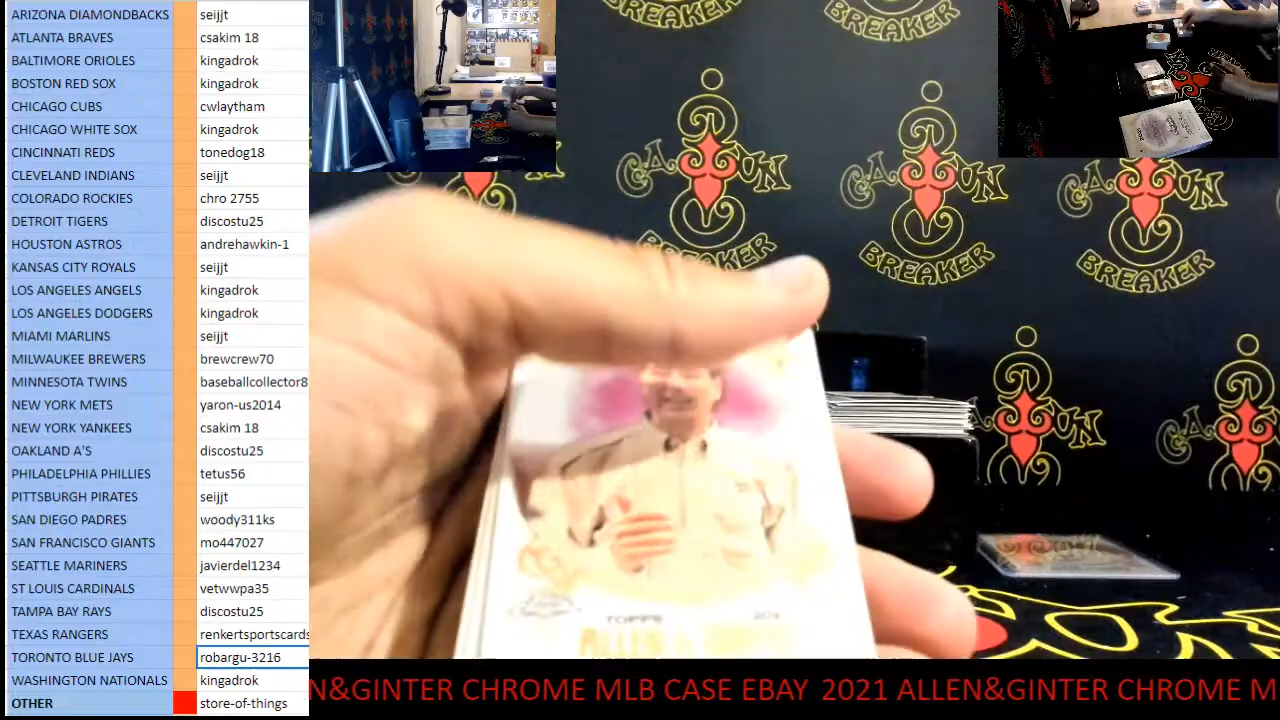 ARIZONA DIAMONDBACKS seijjt
ATLANTA BRAVES csakim 18
BALTIMORE ORIOLES kingadrok
BOSTON RED SOX kingadrok
CHICAGO CUBS cwlaytham
CHICAGO WHITE SOX kingadrok
CINCINNATI REDS tonedog18
CLEVELAND INDIANS seijjt
COLORADO ROCKIES chro 2755
DETROIT TIGERS discostu25
HOUSTON ASTROS andrehawkin-1
KANSAS CITY ROYALS seijjt
LOS ANGELES ANGELS kingadrok
LOS ANGELES DODGERS kingadrok
MIAMI MARLINS seijjt
MILWAUKEE BREWERS brewcrew70
MINNESOTA TWINS baseballcollector8
NEW YORK METS yaron-us2014
NEW YORK YANKEES csakim 18
OAKLAND A'S discostu25
PHILADELPHIA PHILLIES tetus56
PITTSBURGH PIRATES seijjt
SAN DIEGO PADRES woody311ks
SAN FRANCISCO GIANTS mo447027
SEATTLE MARINERS javierdel1234
ST LOUIS CARDINALS vetwwpa35
TAMPA BAY RAYS discostu25
TEXAS RANGERS renkertsportscards
TORONTO BLUE JAYS robargu-3216
WASHINGTON NATIONALS kingadrok
OTHER store-of-things
BREAKER
BREAKER
CAJUN
BREAKER
CAJUN
BREAKER
CAJUN
BREAKER
TOPPS
N&GINTER CHROME MLB CASE EBAY 2021 ALLEN&GINTER CHROME M